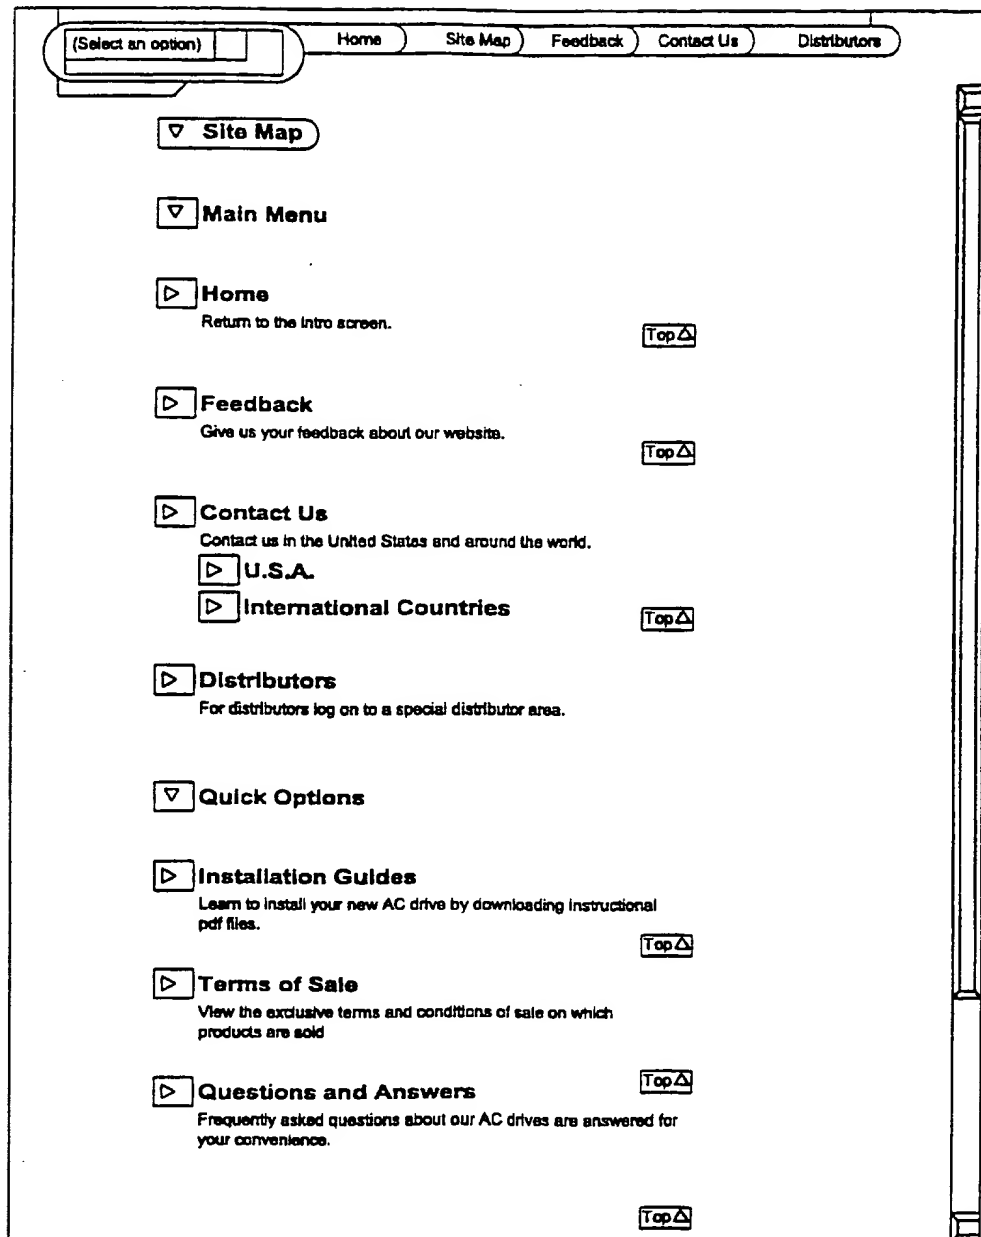 (Select an option) Home Site Map Feedback Contact Us Distributors
Site Map
Main Menu
Home
Return to the intro screen.
Top
Feedback
Give us your feedback about our website.
Top
Contact Us
Contact us in the United States and around the world.
U.S.A.
International Countries
Top
Distributors
For distributors log on to a special distributor area.
Quick Options
Installation Guides
Learn to install your new AC drive by downloading instructional
pdf files.
Top
Terms of Sale
View the exclusive terms and conditions of sale on which
products are sold
Top
Questions and Answers
Frequently asked questions about our AC drives are answered for
your convenience.
Top